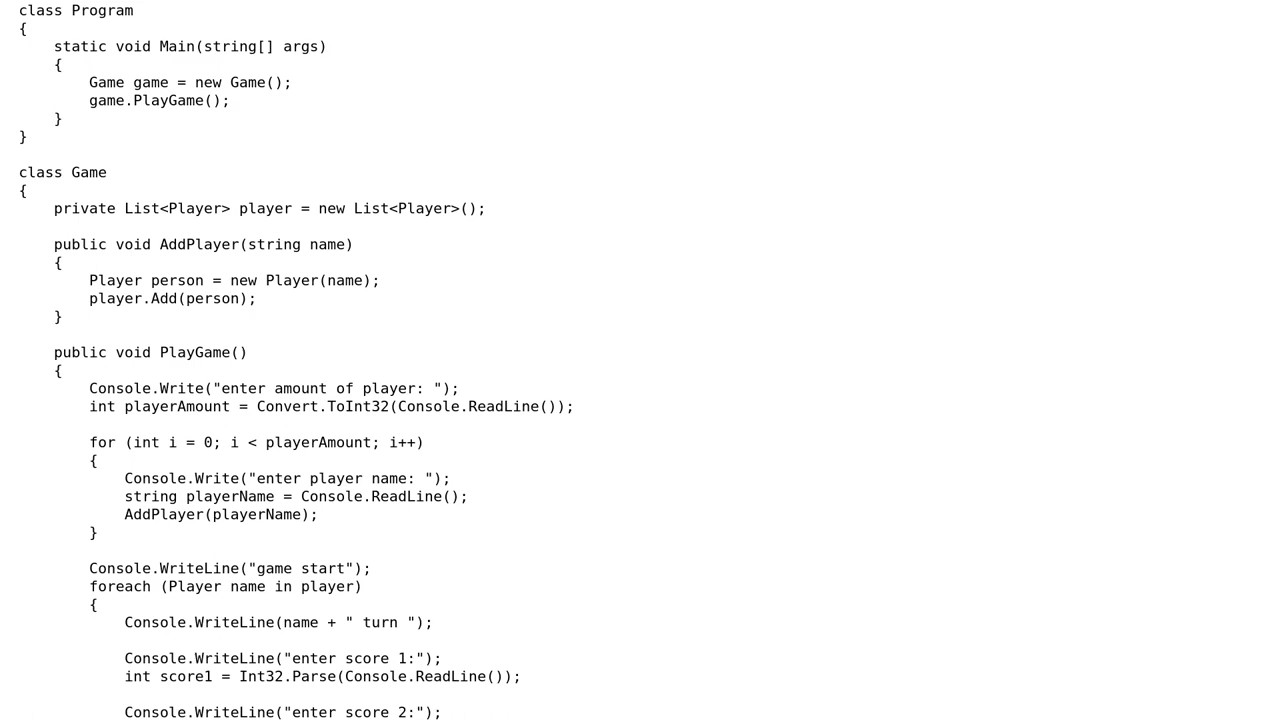 class Program
{
    static void Main(string[] args)
    {
        Game game = new Game();
        game.PlayGame();
    }
}

class Game
{
    private List<Player> player = new List<Player>();

    public void AddPlayer(string name)
    {
        Player person = new Player(name);
        player.Add(person);
    }

    public void PlayGame()
    {
        Console.Write("enter amount of player: ");
        int playerAmount = Convert.ToInt32(Console.ReadLine());

        for (int i = 0; i < playerAmount; i++)
        {
            Console.Write("enter player name: ");
            string playerName = Console.ReadLine();
            AddPlayer(playerName);
        }

        Console.WriteLine("game start");
        foreach (Player name in player)
        {
            Console.WriteLine(name + " turn ");

            Console.WriteLine("enter score 1:");
            int score1 = Int32.Parse(Console.ReadLine());

            Console.WriteLine("enter score 2:");